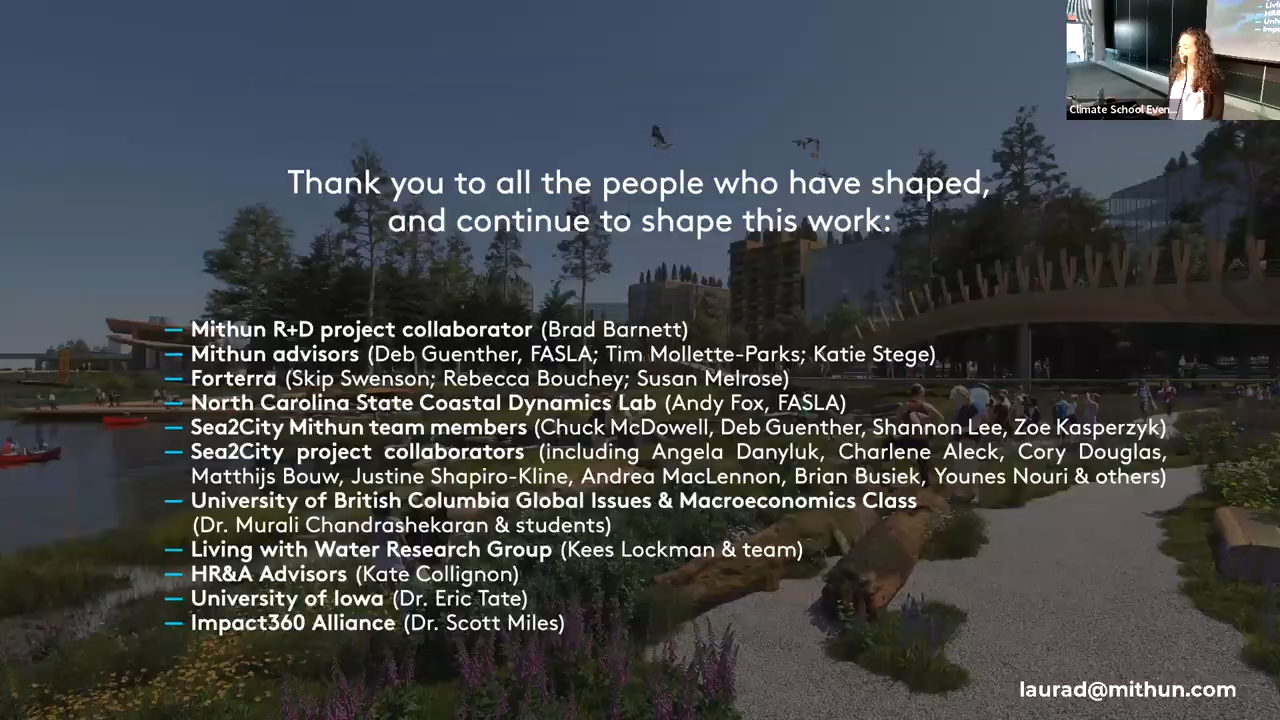 Climate School Even...
Thank you to all the people who have shaped,
and continue to shape this work:
— Mithun R+D project collaborator (Brad Barnett)
— Mithun advisors (Deb Guenther, FASLA; Tim Mollette-Parks; Katie Stege)
— Forterra (Skip Swenson; Rebecca Bouchey; Susan Melrose)
— North Carolina State Coastal Dynamics Lab (Andy Fox, FASLA)
— Sea2City Mithun team members (Chuck McDowell, Deb Guenther, Shannon Lee, Zoe Kasperzyk)
— Sea2City project collaborators (including Angela Danyluk, Charlene Aleck, Cory Douglas,
Matthijs Bouw, Justine Shapiro-Kline, Andrea MacLennon, Brian Busiek, Younes Nouri & others)
— University of British Columbia Global Issues & Macroeconomics Class
(Dr. Murali Chandrashekaran & students)
— Living with Water Research Group (Kees Lockman & team)
— HR&A Advisors (Kate Collignon)
— University of Iowa (Dr. Eric Tate)
— Impact360 Alliance (Dr. Scott Miles)
laurad@mithun.com